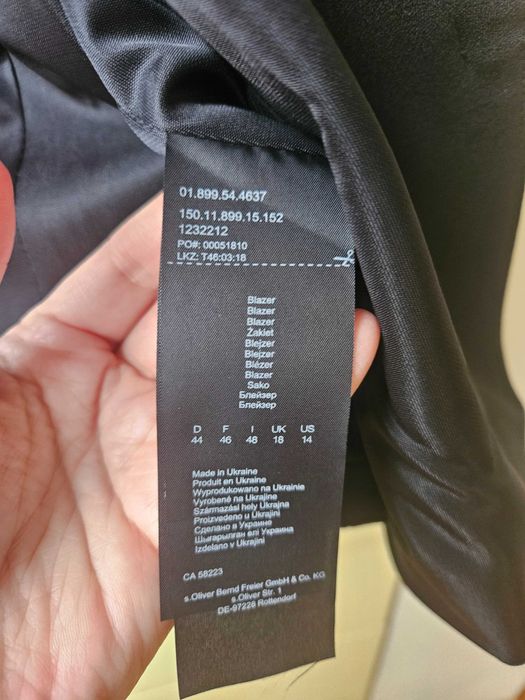 01.899.54.4637
150.11.899.15.152
1232212
PO#: 00051810
LKZ: T46:03:18
Blazer
Blazer
Blazer
Żakiet
Blejzer
Blejzer
Blézer
Blazer
Sako
Блейзер
Блейзер
D F I UK US
44 46 48 18 14
Made in Ukraine
Produit en Ukraine
Wyprodukowano na Ukrainie
Vyrobené na Ukrajine
Származási hely Ukrajna
Proizvedeno u Ukrajini
Сделано в Украине
Шығарылған елі Украина
Izdelano v Ukrajini
CA 58223
s.Oliver Bernd Freier GmbH & Co. KG
s.Oliver Str. 1
DE-97228 Rottendorf